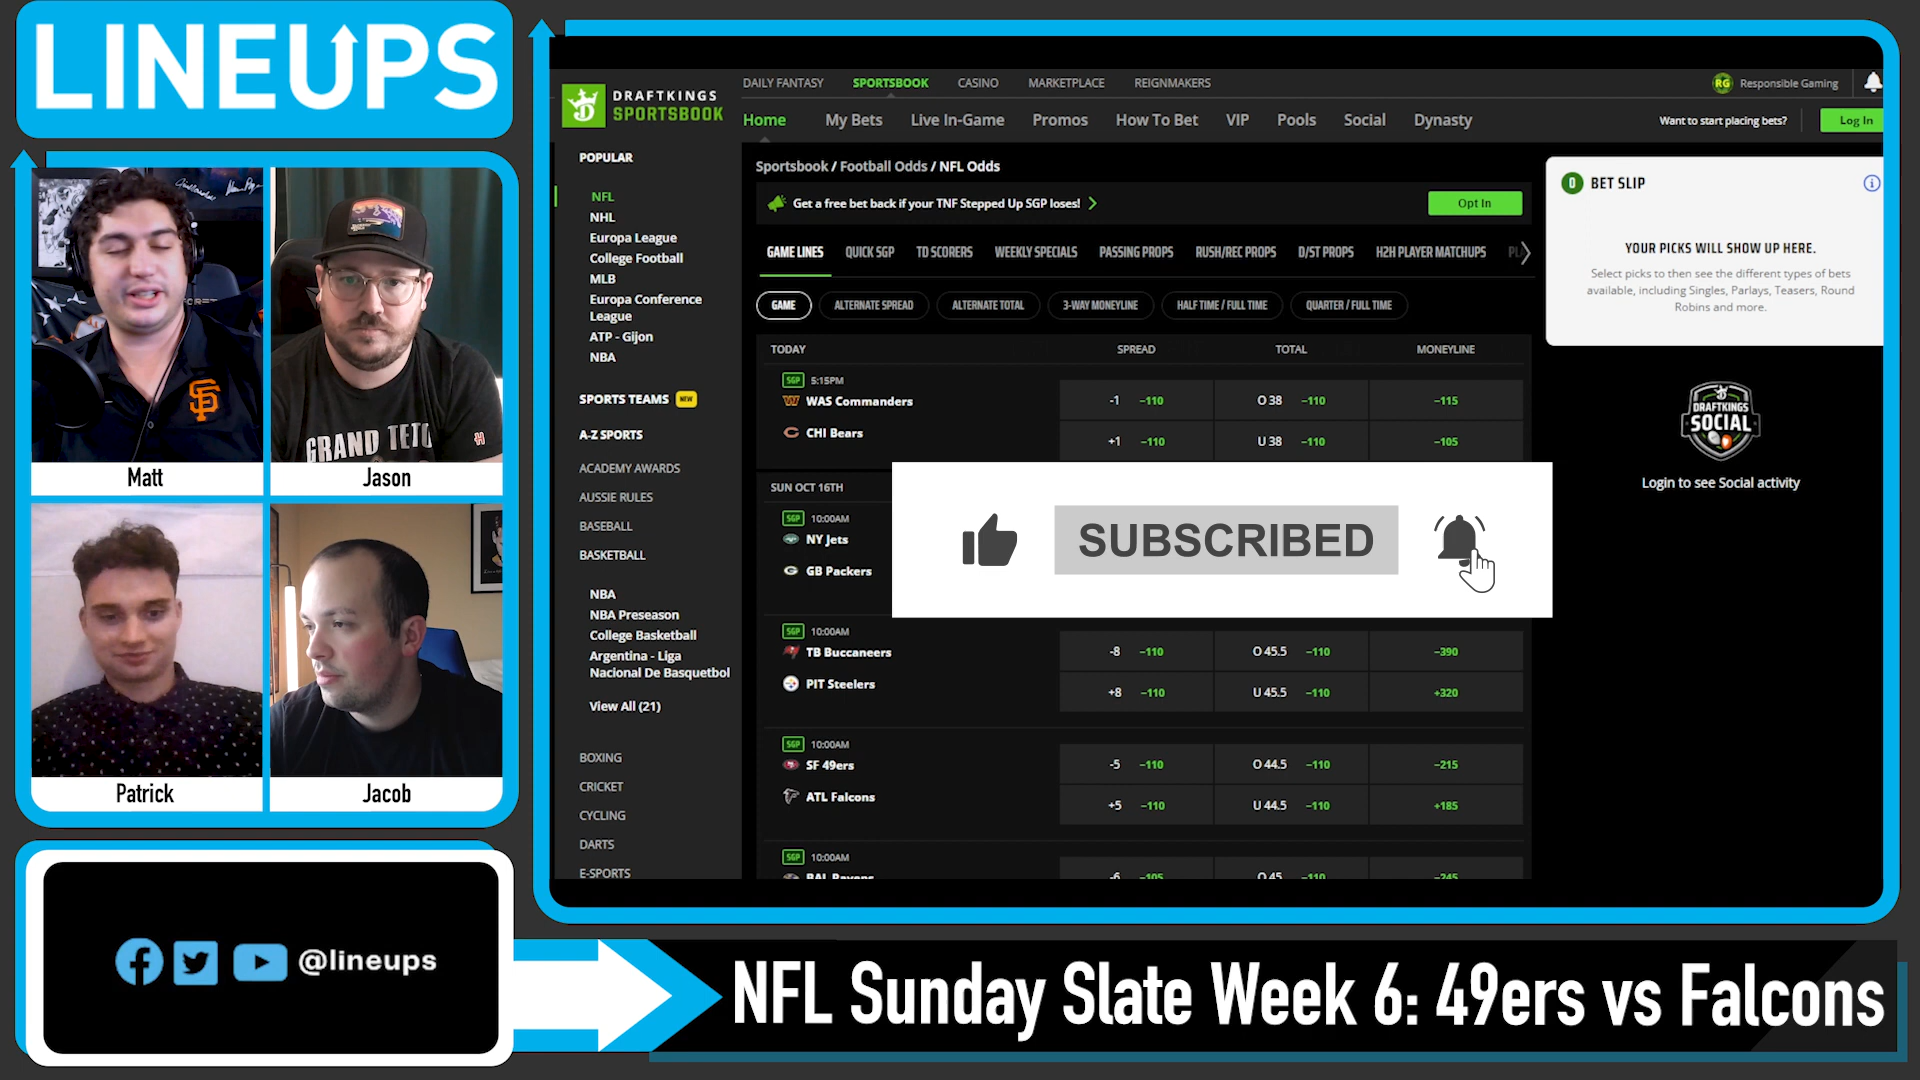 LINEUPS
Matt
Jason
GRAND TETO
Patrick
Jacob
@lineups
DRAFTKINGS
SPORTSBOOK
DAILY FANTASY SPORTSBOOK CASINO MARKETPLACE REIGNMAKERS
RG Responsible Gaming
Home My Bets Live In-Game Promos How To Bet VIP Pools Social Dynasty
Want to start placing bets? Log In
POPULAR
NFL
NHL
Europa League
College Football
MLB
Europa Conference
League
ATP - Gijon
NBA
SPORTS TEAMS NEW
A-Z SPORTS
ACADEMY AWARDS
AUSSIE RULES
BASEBALL
BASKETBALL
NBA
NBA Preseason
College Basketball
Argentina - Liga
Nacional De Basquetbol
View All (21)
BOXING
CRICKET
CYCLING
DARTS
E-SPORTS
Sportsbook / Football Odds / NFL Odds
Get a free bet back if your TNF Stepped Up SGP loses!
Opt In
GAME LINES QUICK SGP TD SCORERS WEEKLY SPECIALS PASSING PROPS RUSH/REC PROPS D/ST PROPS H2H PLAYER MATCHUPS
GAME ALTERNATE SPREAD ALTERNATE TOTAL 3-WAY MONEYLINE HALF TIME / FULL TIME QUARTER / FULL TIME
TODAY SPREAD TOTAL MONEYLINE
SGP 5:15PM
WAS Commanders -1 −110 O 38 −110 −115
CHI Bears +1 −110 U 38 −110 −105
SUN OCT 16TH
SGP 10:00AM
NY Jets
GB Packers
SUBSCRIBED
SGP 10:00AM
TB Buccaneers -8 −110 O 45.5 −110 −390
PIT Steelers +8 −110 U 45.5 −110 +320
SGP 10:00AM
SF 49ers -5 −110 O 44.5 −110 −215
ATL Falcons +5 −110 U 44.5 −110 +185
SGP 10:00AM
BAL Ravens -6 −105 O 45 −110 −245
0 BET SLIP
YOUR PICKS WILL SHOW UP HERE.
Select picks to then see the different types of bets
available, including Singles, Parlays, Teasers, Round
Robins and more.
DRAFTKINGS
SOCIAL
Login to see Social activity
NFL Sunday Slate Week 6: 49ers vs Falcons